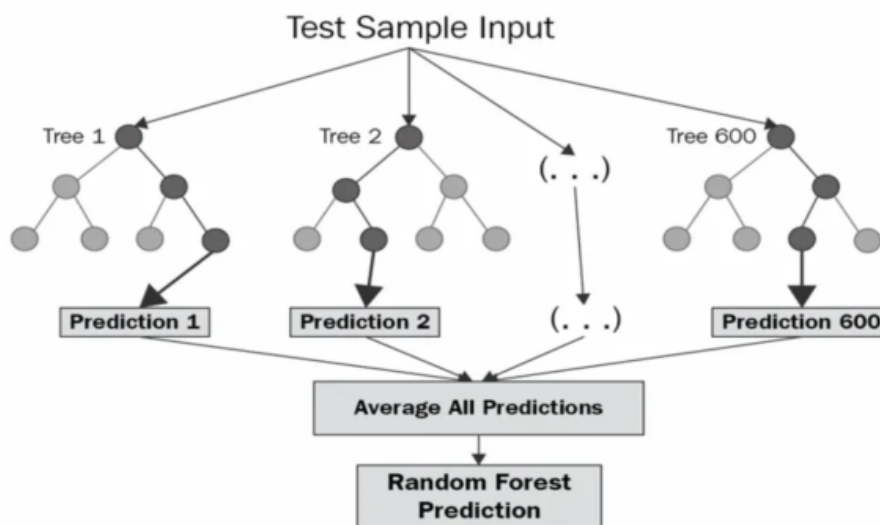 Test Sample Input
Tree 1
Tree 2
(. . .)
Tree 600
Prediction 1
Prediction 2
(. . .)
Prediction 600
Average All Predictions
Random Forest
Prediction